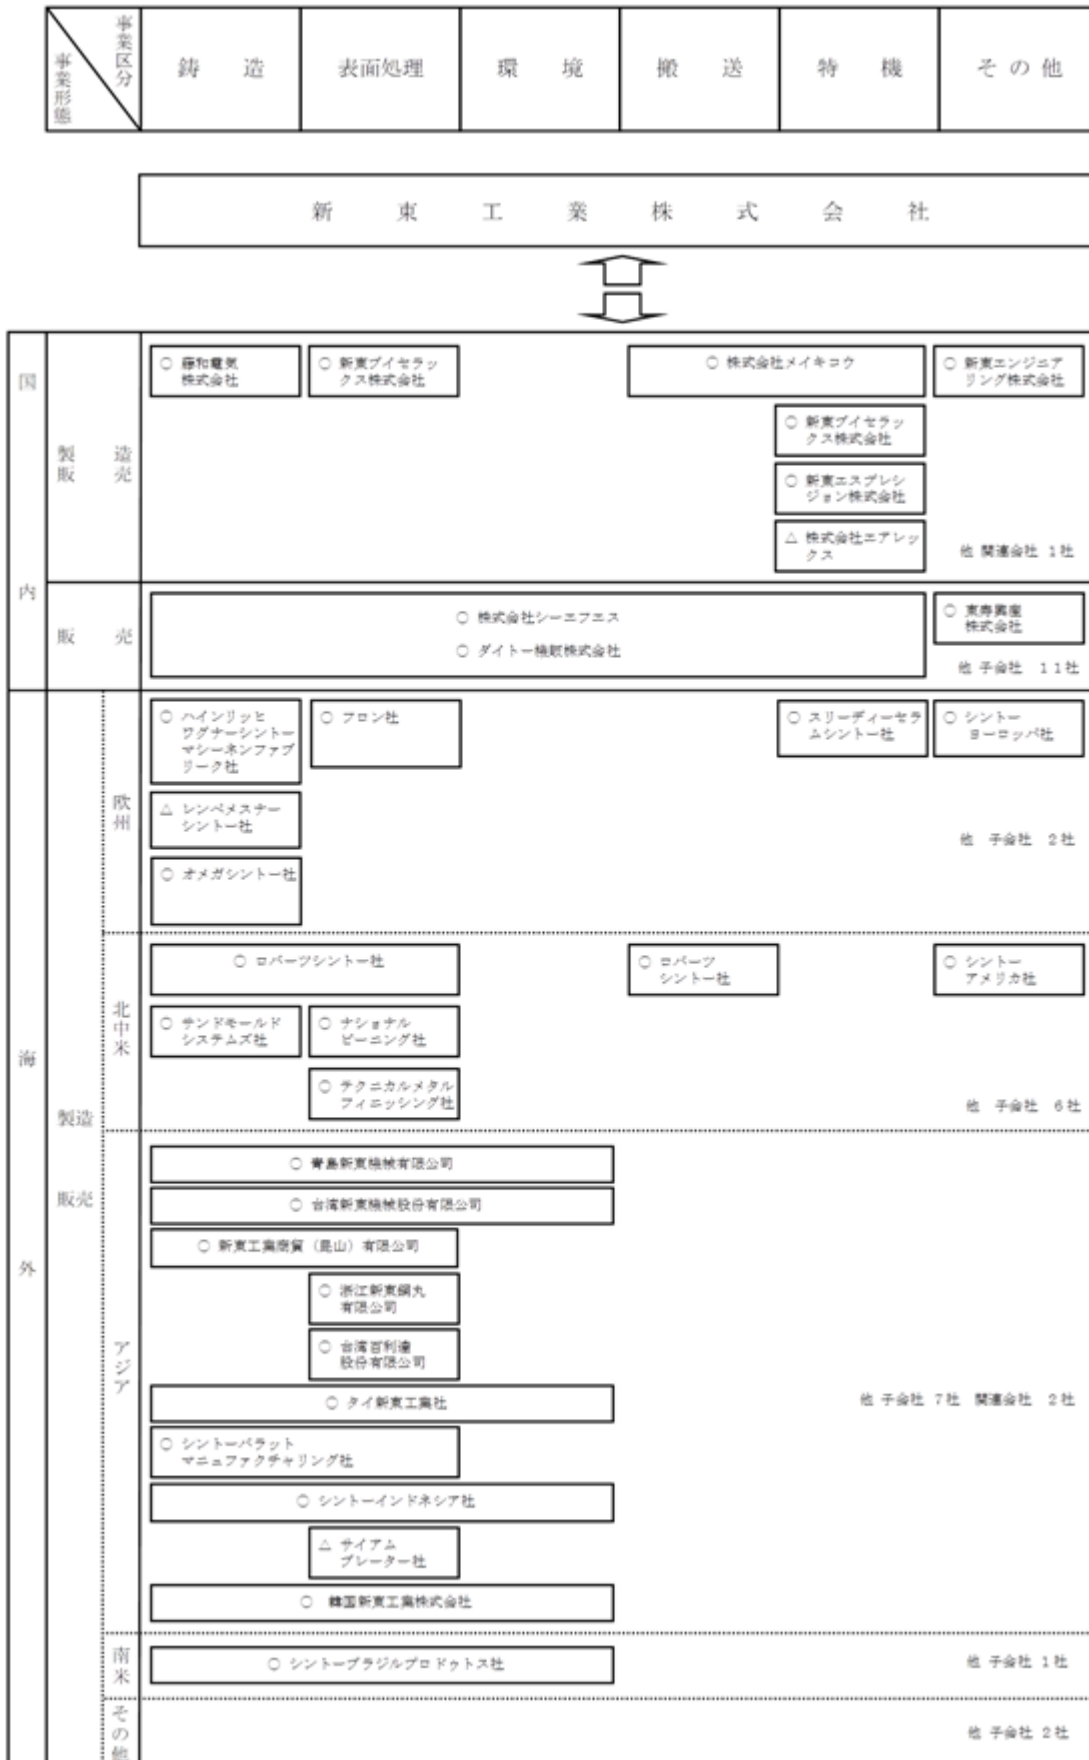 事業区分
事業形態
鋳造
表面処理
環境
搬送
特機
その他
新東工業株式会社
国内
製造
販売
○ 藤和電気
株式会社
○ 新東ブイセラッ
クス株式会社
○ 株式会社メイキコウ
○ 新東エンジニア
リング株式会社
○ 新東ブイセラッ
クス株式会社
○ 新東エスプレシ
ジョン株式会社
△ 株式会社エアレッ
クス
他 関連会社 1社
販売
○ 株式会社シーエフエス
○ ダイトー機販株式会社
○ 東寿興産
株式会社
他 子会社 11社
海外
製造
販売
欧州
○ ハインリッヒ
ワグナーシントー
マシーネンファブ
リーク社
○ フロン社
○ スリーディーセラ
ムシントー社
○ シントー
ヨーロッパ社
△ レンペメスナー
シントー社
○ オメガシントー社
他 子会社 2社
北中米
○ ロバーツシントー社
○ ロバーツ
シントー社
○ シントー
アメリカ社
○ サンドモールド
システムズ社
○ ナショナル
ピーニング社
○ テクニカルメタル
フィニッシング社
他 子会社 6社
アジア
○ 青島新東機械有限公司
○ 台湾新東機械股份有限公司
○ 新東工業商貿（昆山）有限公司
○ 浙江新東鋼丸
有限公司
○ 台湾百利達
股份有限公司
○ タイ新東工業社
○ シントーバラット
マニュファクチャリング社
○ シントーインドネシア社
△ サイアム
ブレーター社
○ 韓国新東工業株式会社
他 子会社 7社 関連会社 2社
南米
○ シントーブラジルプロドゥトス社
他 子会社 1社
その他
他 子会社 2社